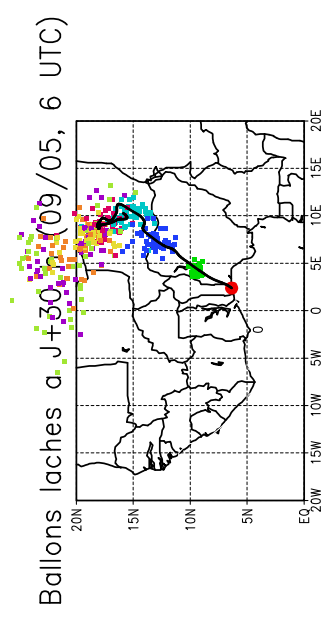 Ballons laches a J+30 (09/05, 6 UTC)
20N
15N
10N
5N
0
EQ
20W 15W 10W 5W 0 5E 10E 15E 20E